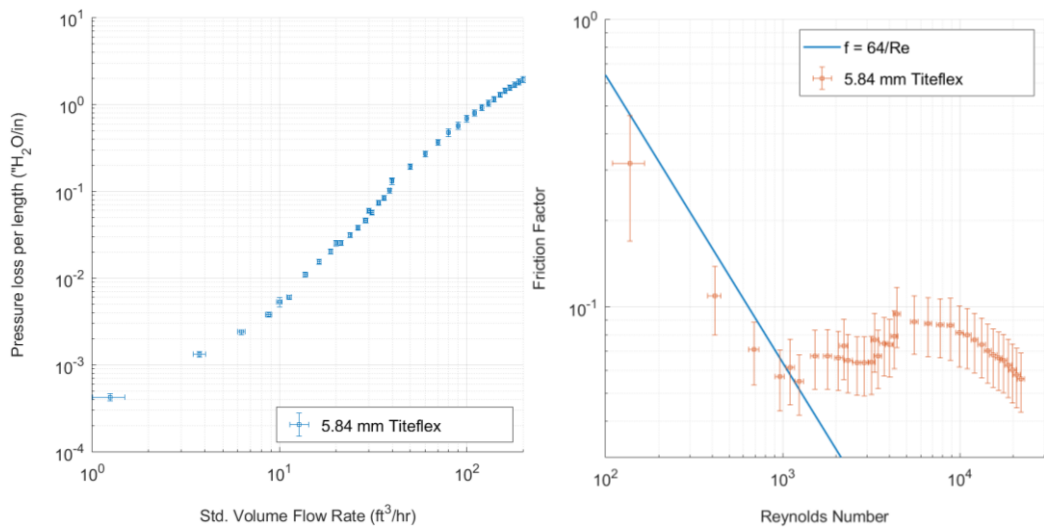 10^1
10^0
10^-1
10^-2
10^-3
10^-4
10^0
10^1
10^2
Pressure loss per length ("H_2O/in)
Std. Volume Flow Rate (ft^3/hr)
5.84 mm Titeflex
10^0
10^-1
10^2
10^3
10^4
Friction Factor
Reynolds Number
f = 64/Re
5.84 mm Titeflex